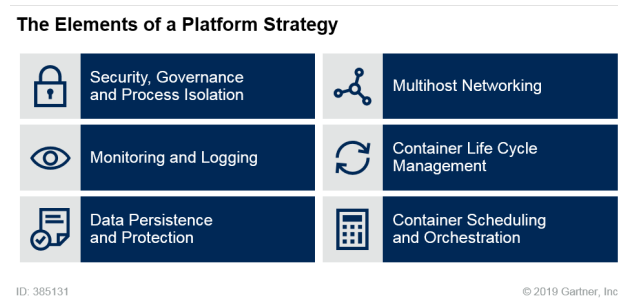 The Elements of a Platform Strategy
Security, Governance
and Process Isolation
Multihost Networking
Monitoring and Logging
Container Life Cycle
Management
Data Persistence
and Protection
Container Scheduling
and Orchestration
ID: 385131
© 2019 Gartner, Inc